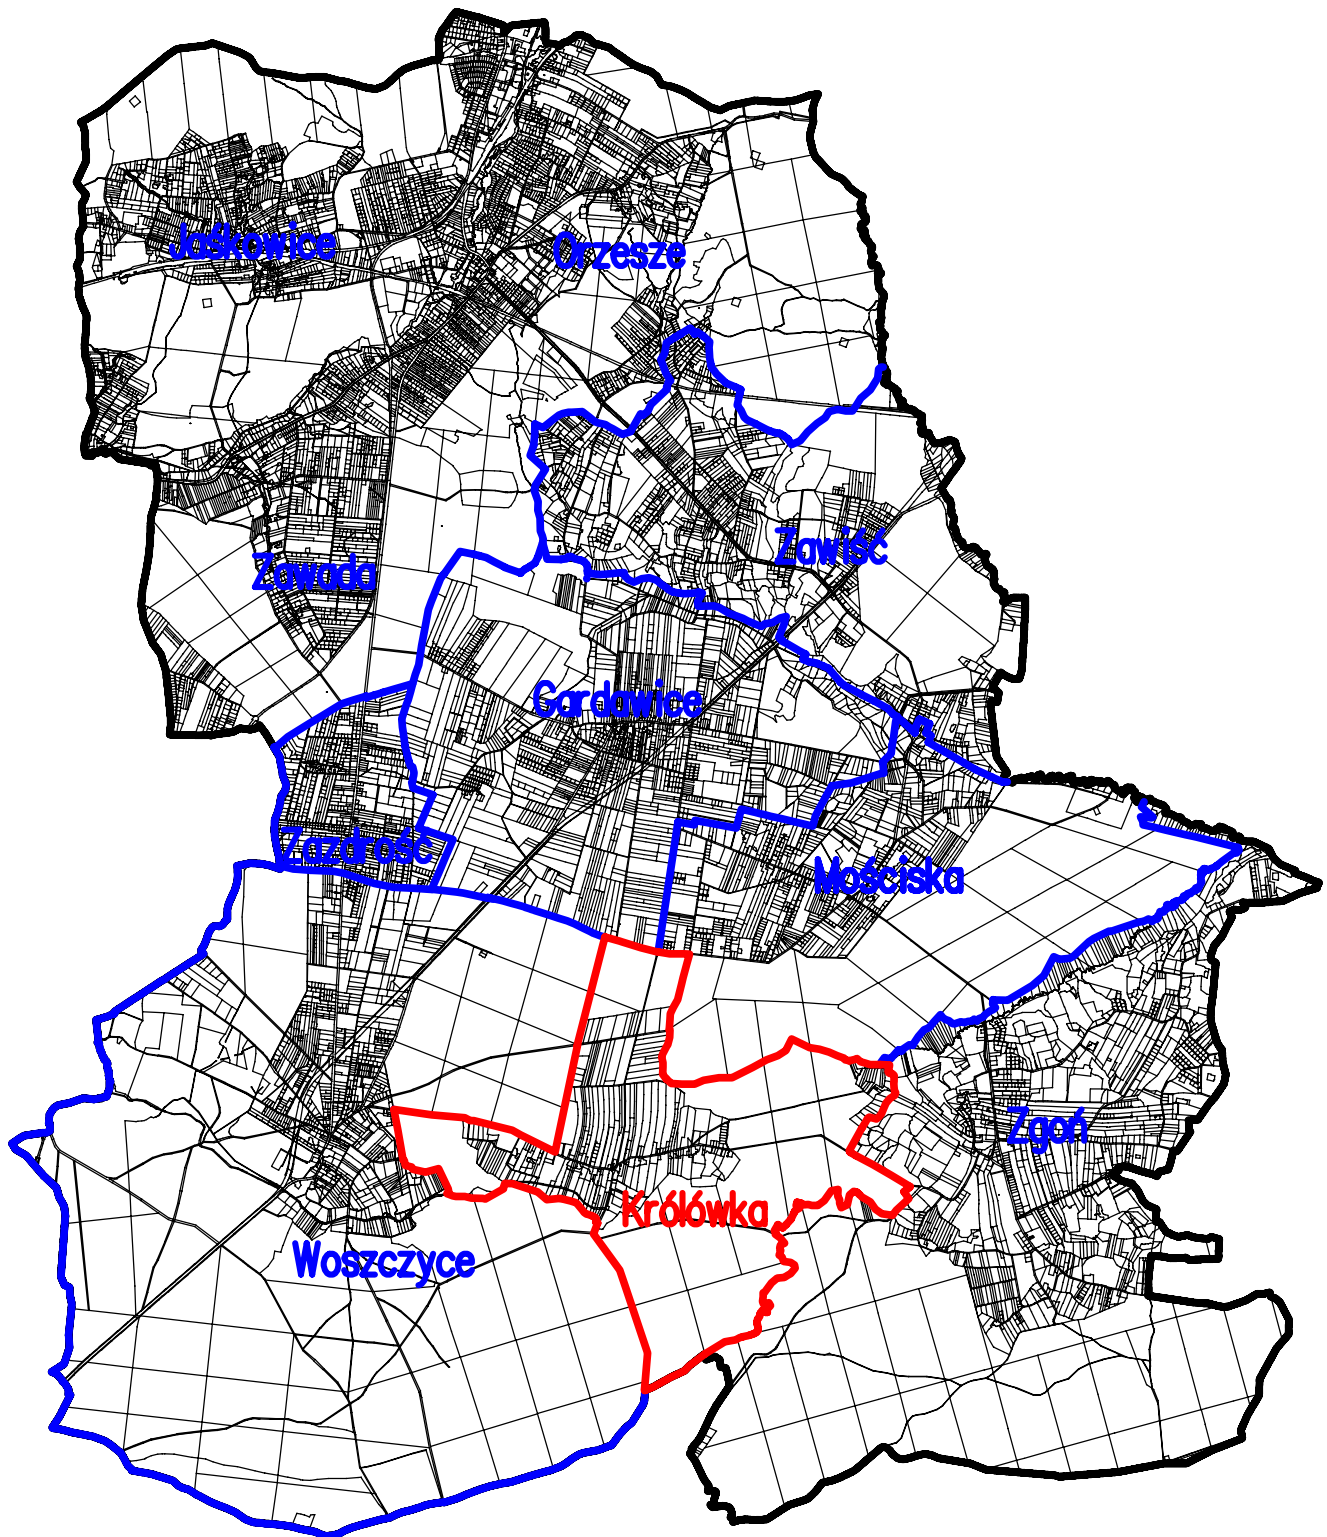 Jaśkowice
Orzesze
Zawiść
Zawada
Gardawice
Zazdrość
Mościska
Zgoń
Królówka
Woszczyce